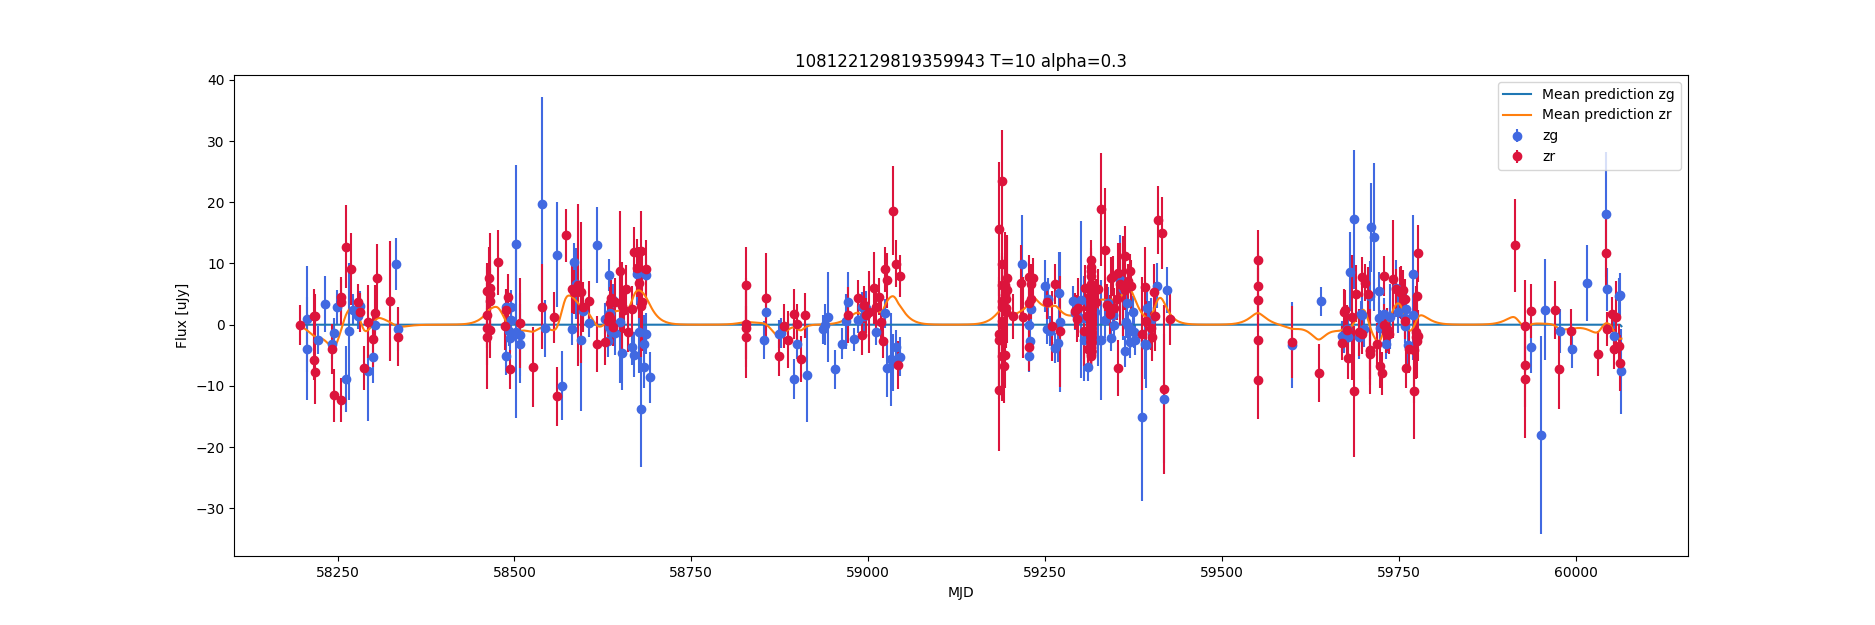 108122129819359943 T=10 alpha=0.3
Mean prediction zg
Mean prediction zr
zg
zr
40
30
20
10
0
−10
−20
−30
Flux [uJy]
58250 58500 58750 59000 59250 59500 59750 60000
MJD